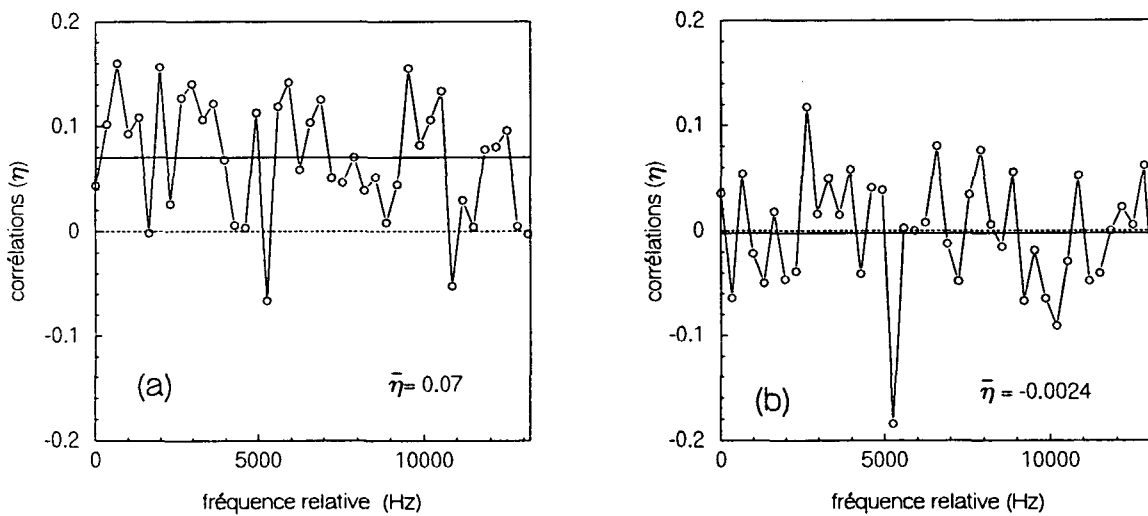 0.2
0.1
0
-0.1
-0.2
corrélations (η)
(a)
η̄= 0.07
0
5000
10000
fréquence relative (Hz)
0.2
0.1
0
-0.1
-0.2
corrélations (η)
(b)
η̄ = -0.0024
0
5000
10000
fréquence relative (Hz)